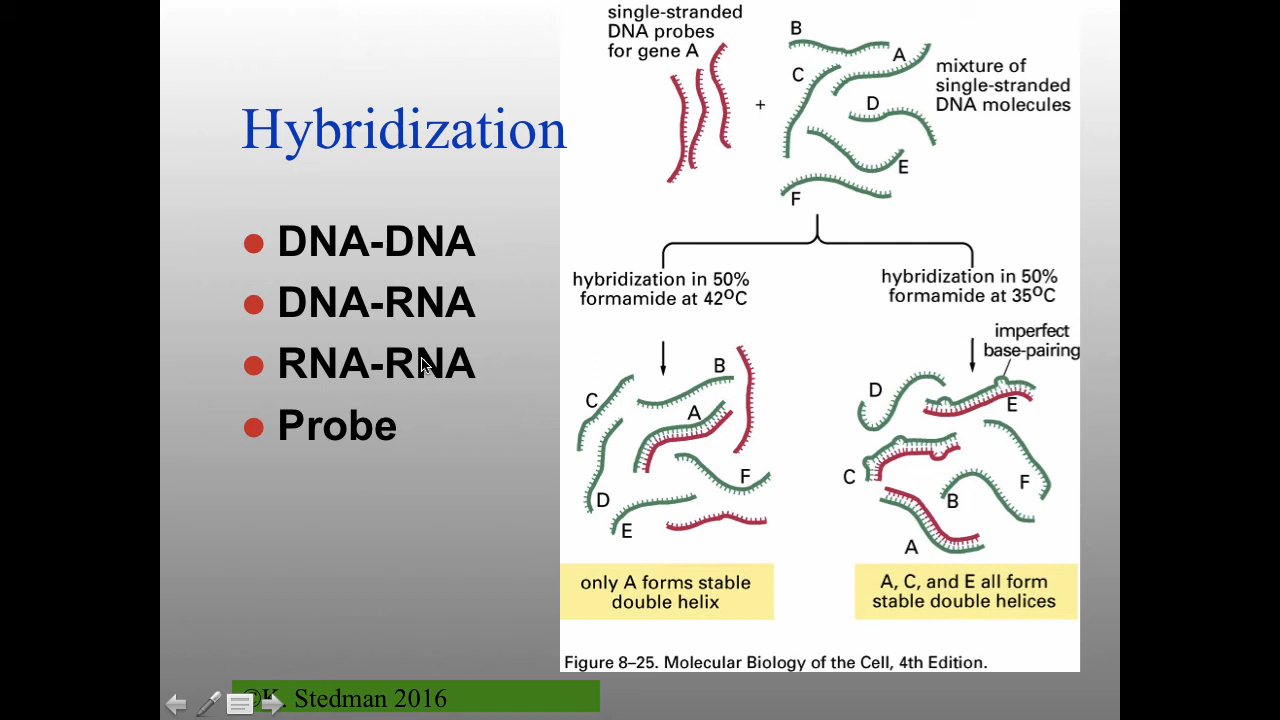 Hybridization
DNA-DNA
DNA-RNA
RNA-RNA
Probe
single-stranded
DNA probes
for gene A
+
B
A
C
D
E
F
mixture of
single-stranded
DNA molecules
hybridization in 50%
formamide at 42°C
hybridization in 50%
formamide at 35°C
imperfect
base-pairing
B
C
A
F
D
E
D
E
C
F
B
A
only A forms stable
double helix
A, C, and E all form
stable double helices
Figure 8–25. Molecular Biology of the Cell, 4th Edition.
©K. Stedman 2016